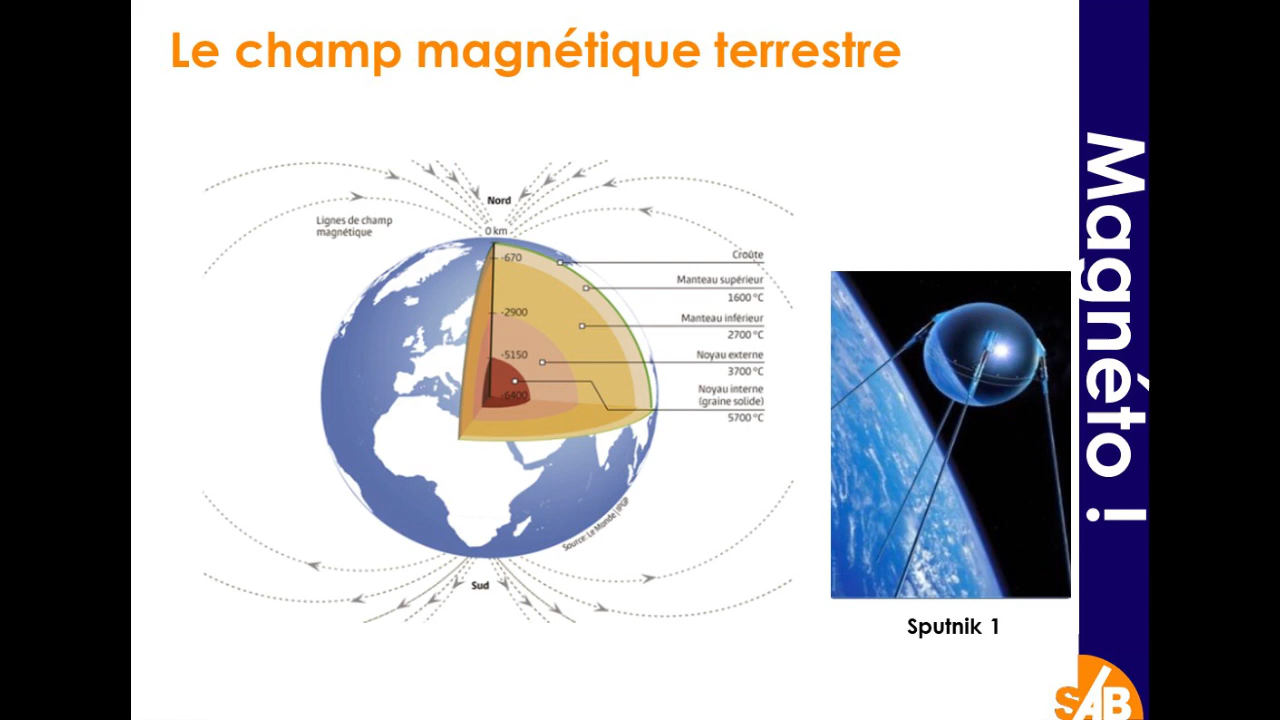 Le champ magnétique terrestre
Magnéto !
Nord
Lignes de champ
magnétique
0 km
-670
-2900
-5150
-6400
Croûte
Manteau supérieur
1600 °C
Manteau inférieur
2700 °C
Noyau externe
3700 °C
Noyau interne
(graine solide)
5700 °C
Source: Le Monde | IPGP
Sud
Sputnik 1
SAB